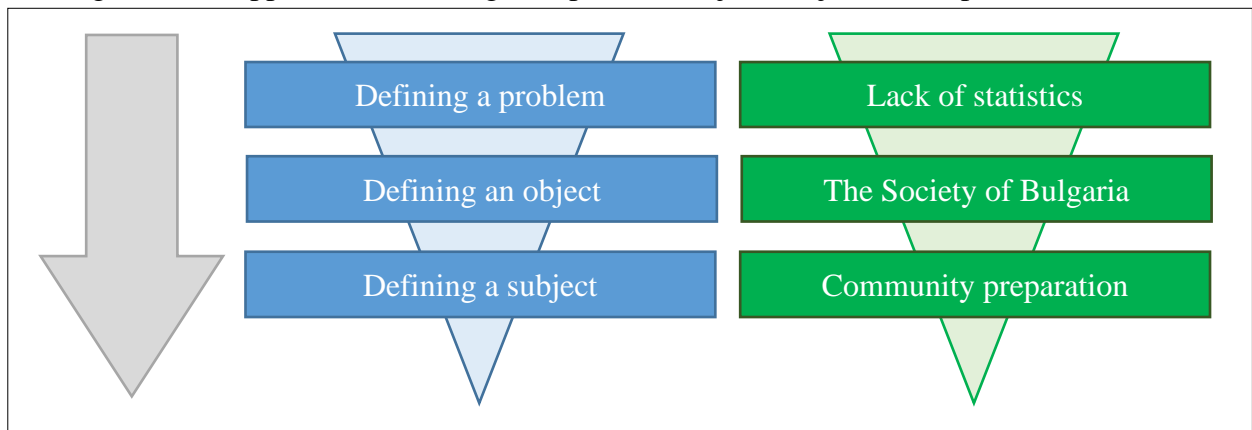 Defining a problem
Lack of statistics
Defining an object
The Society of Bulgaria
Defining a subject
Community preparation